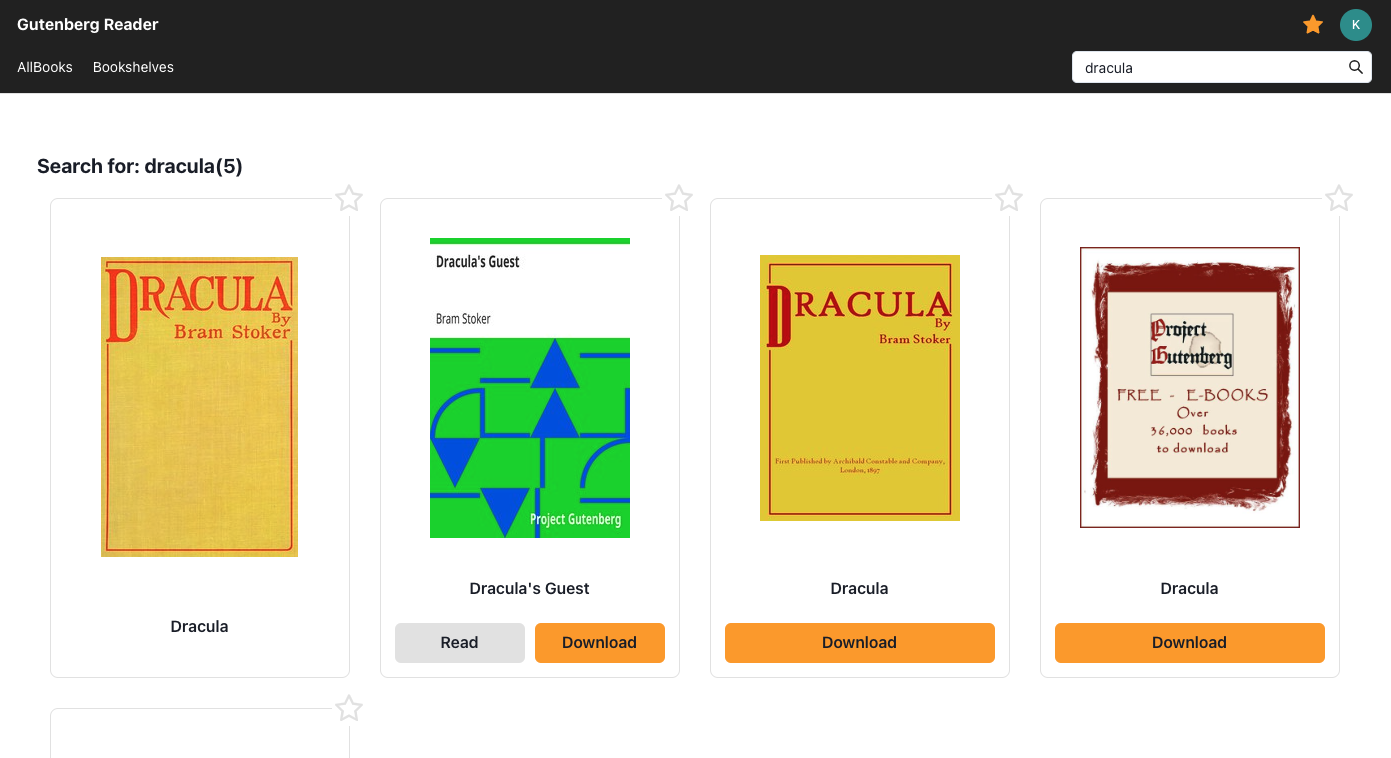 Gutenberg Reader
K
AllBooks
Bookshelves
dracula
Search for: dracula(5)
DRACULA
By
Bram Stoker
Dracula
Dracula's Guest
Bram Stoker
Project Gutenberg
Dracula's Guest
Read
Download
DRACULA
By
Bram Stoker
First Published by Archibald Constable and Company,
London, 1897
Dracula
Download
Project
Gutenberg
FREE - E-BOOKS
Over
36,000 books
to download
Dracula
Download